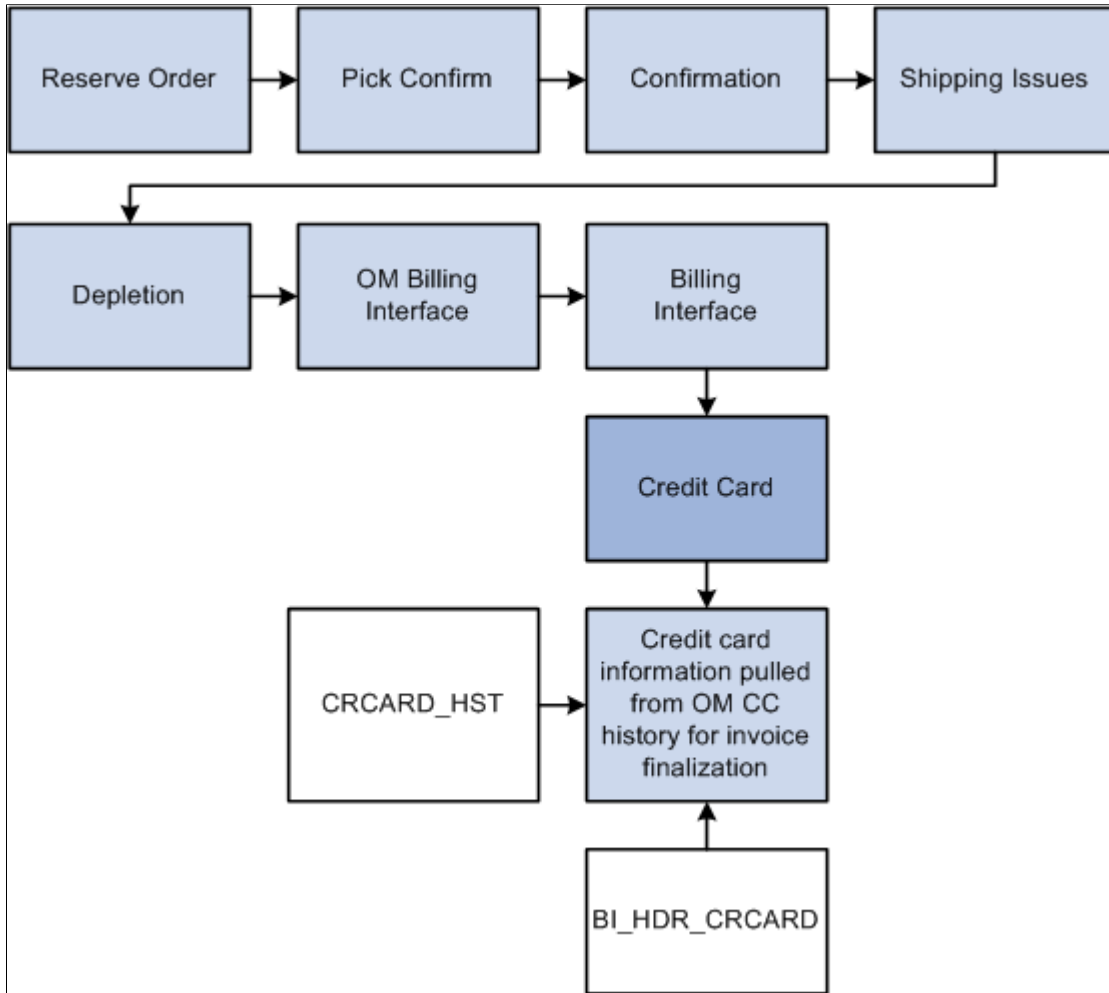 Reserve Order
Pick Confirm
Confirmation
Shipping Issues
Depletion
OM Billing
Interface
Billing
Interface
Credit Card
CRCARD_HST
Credit card
information pulled
from OM CC
history for invoice
finalization
BI_HDR_CRCARD